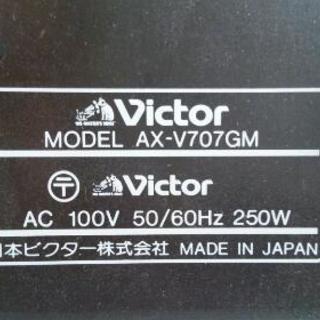 Victor
MODEL AX-V707GM
〒 Victor
AC 100V 50/60Hz 250W
本ビクター株式会社 MADE IN JAPAN